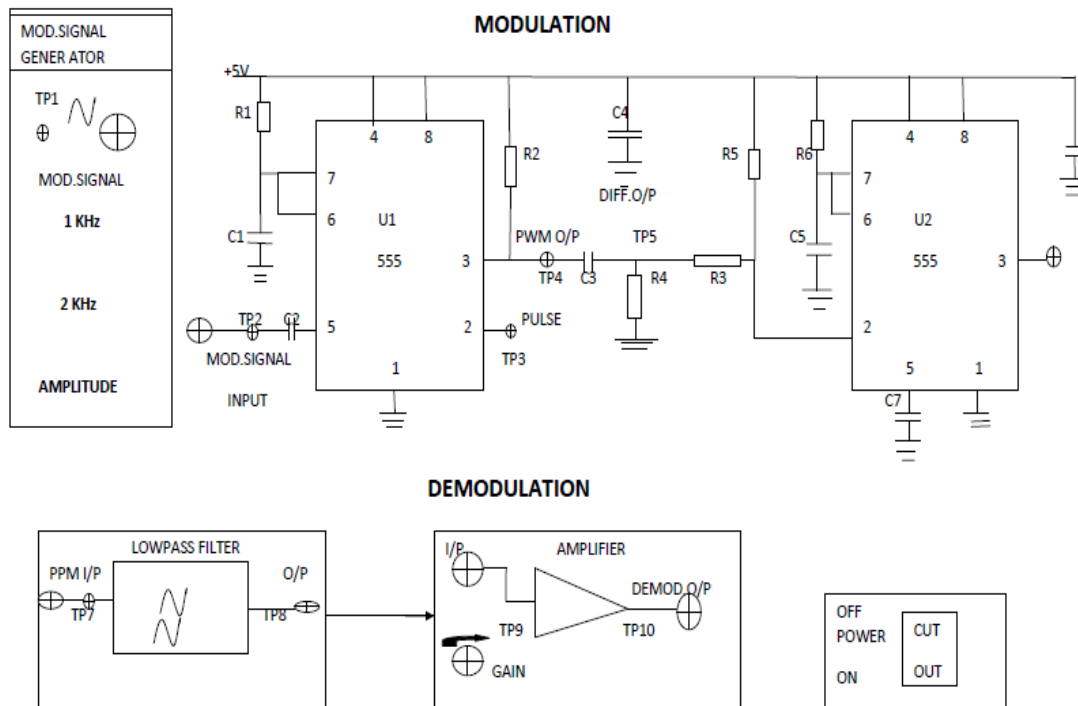 MODULATION
MOD.SIGNAL
GENER ATOR
TP1
MOD.SIGNAL
1 KHz
2 KHz
AMPLITUDE
+5V
R1
C1
4
8
7
6
U1
555
3
5
2
1
TP2
C2
MOD.SIGNAL
INPUT
R2
C4
DIFF.O/P
PWM O/P
TP4
C3
TP5
R4
R3
PULSE
TP3
R5
R6
C5
4
8
7
6
U2
555
3
2
5
1
C7
DEMODULATION
LOWPASS FILTER
PPM I/P
TP7
O/P
TP8
I/P
AMPLIFIER
DEMOD.O/P
TP9
TP10
GAIN
OFF
POWER
ON
CUT
OUT